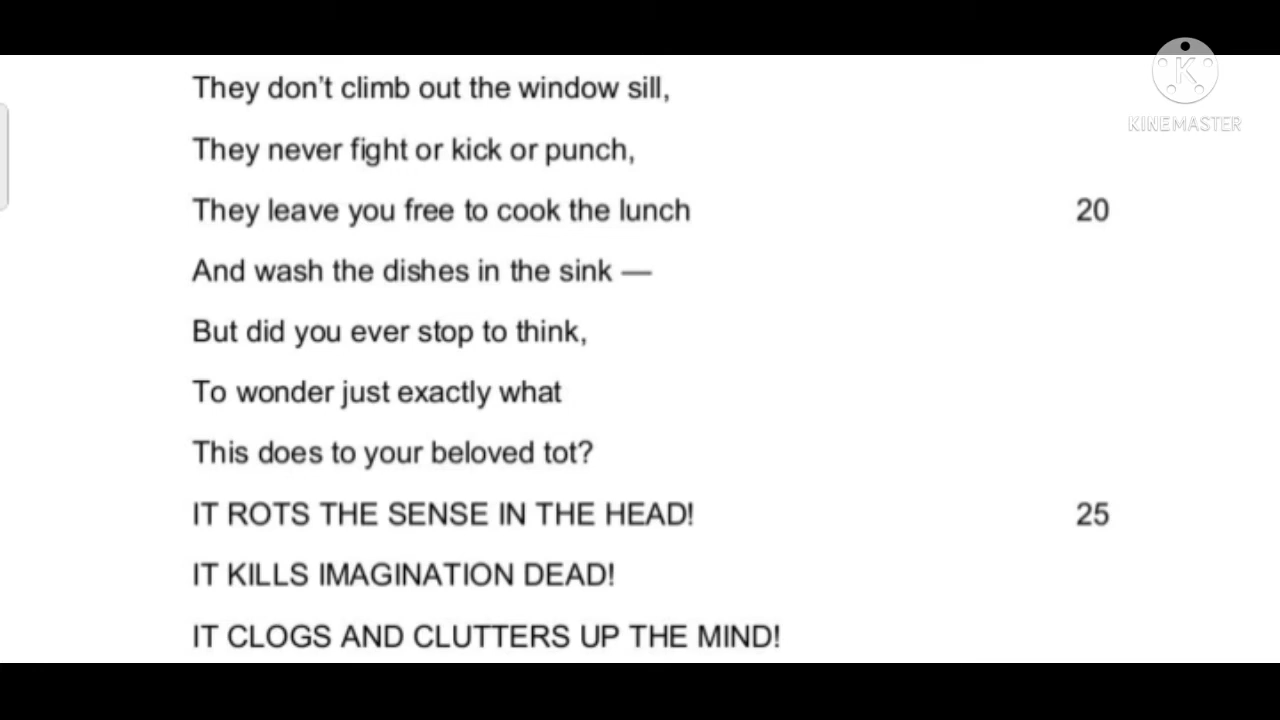 KINEMASTER
They don't climb out the window sill,
They never fight or kick or punch,
They leave you free to cook the lunch 20
And wash the dishes in the sink —
But did you ever stop to think,
To wonder just exactly what
This does to your beloved tot?
IT ROTS THE SENSE IN THE HEAD! 25
IT KILLS IMAGINATION DEAD!
IT CLOGS AND CLUTTERS UP THE MIND!